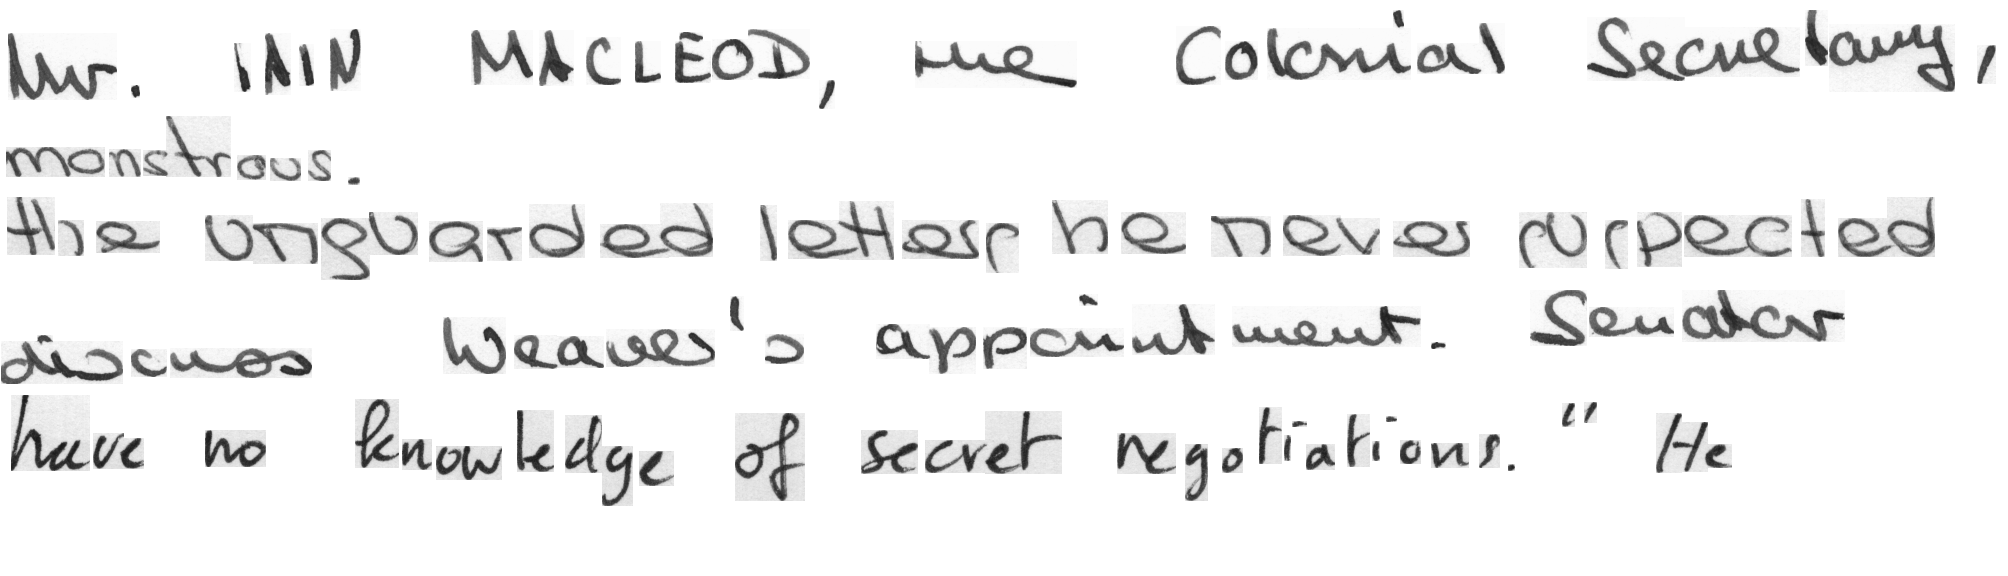 Mr. IAIN MACLEOD, the Colonial Secretary,
monstrous.
the unguarded letters he never suspected
discuss Weaver's appointment. Senator
have no knowledge of secret negotiations." He